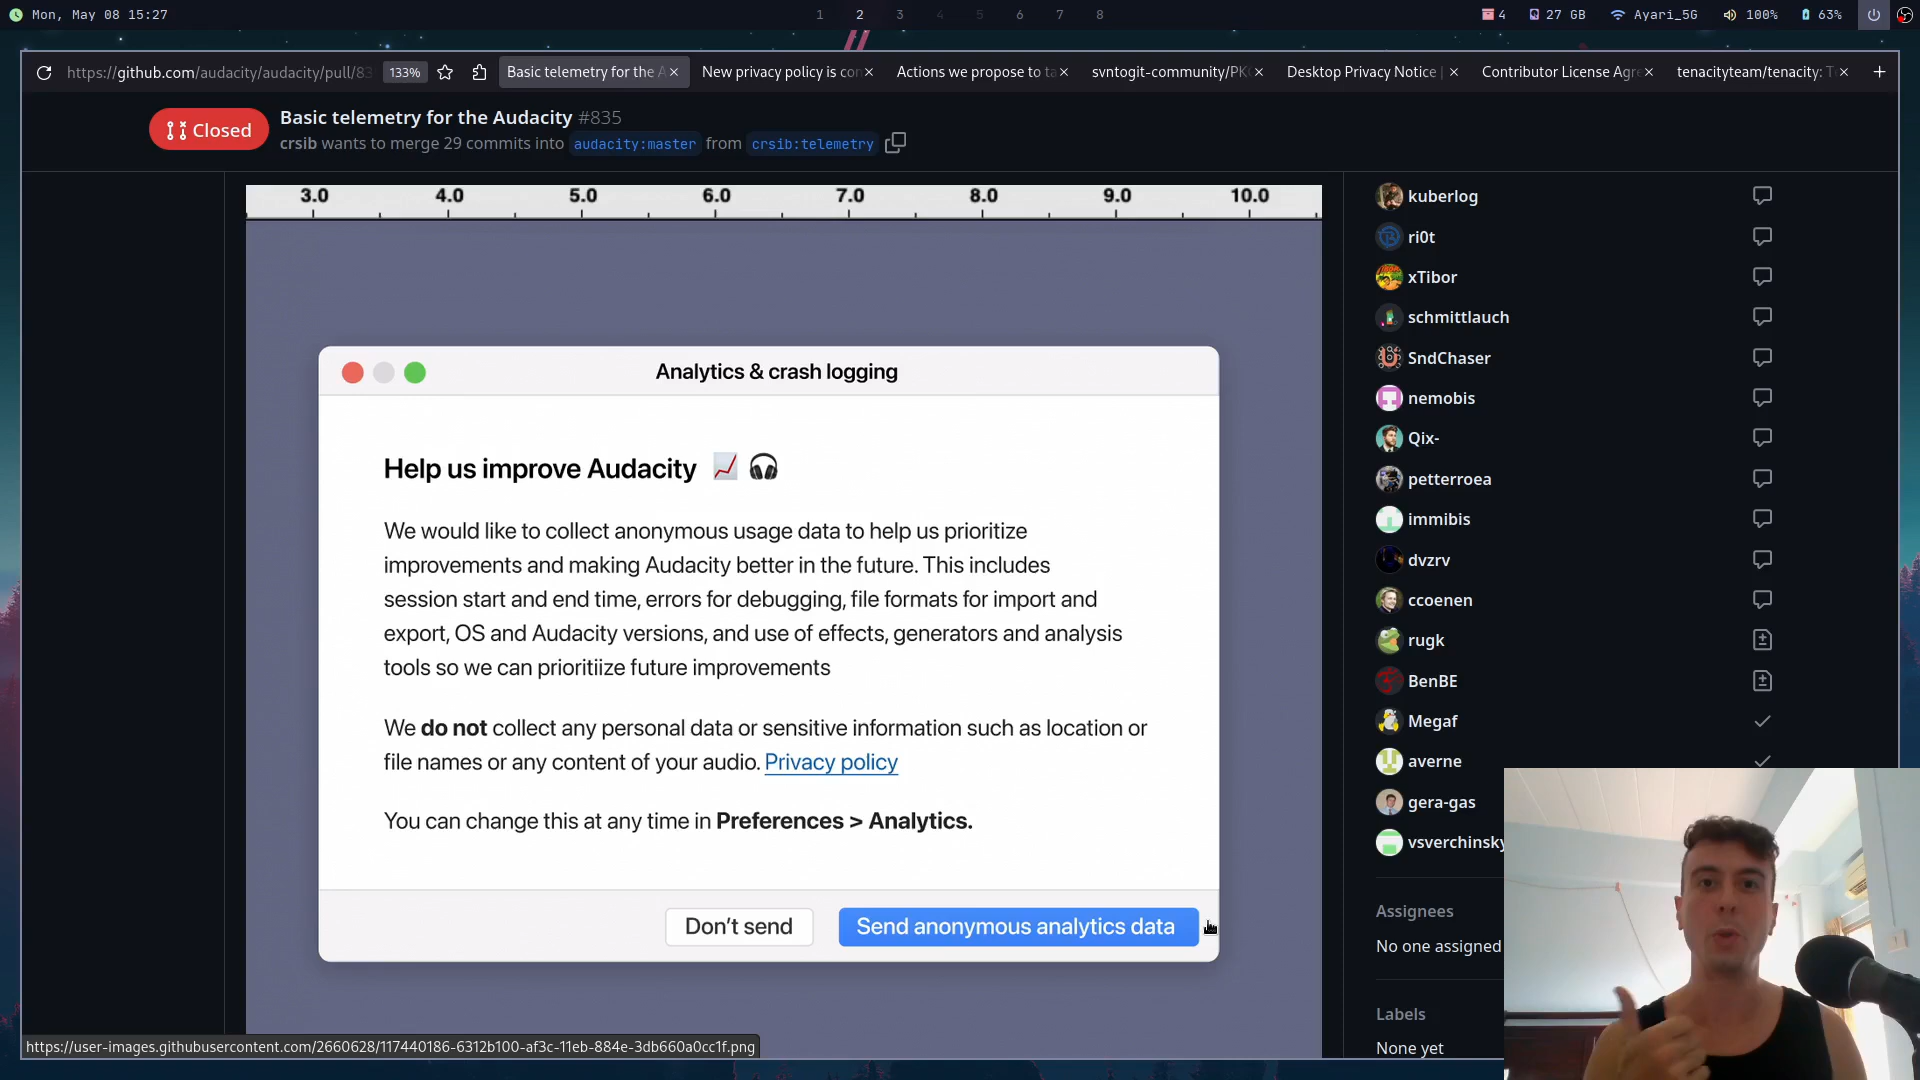 Mon, May 08 15:27
1 2 3 4 5 6 7 8
4 27 GB Ayari_5G 100% 63%
https://github.com/audacity/audacity/pull/83 133% Basic telemetry for the A New privacy policy is con Actions we propose to ta svntogit-community/PK Desktop Privacy Notice | Contributor License Agre tenacityteam/tenacity: T
Closed
Basic telemetry for the Audacity #835
crsib wants to merge 29 commits into audacity:master from crsib:telemetry
3.0 4.0 5.0 6.0 7.0 8.0 9.0 10.0
Analytics & crash logging
Help us improve Audacity
We would like to collect anonymous usage data to help us prioritize
improvements and making Audacity better in the future. This includes
session start and end time, errors for debugging, file formats for import and
export, OS and Audacity versions, and use of effects, generators and analysis
tools so we can prioritiize future improvements
We do not collect any personal data or sensitive information such as location or
file names or any content of your audio. Privacy policy
You can change this at any time in Preferences > Analytics.
Don't send
Send anonymous analytics data
kuberlog
ri0t
xTibor
schmittlauch
SndChaser
nemobis
Qix-
petterroea
immibis
dvzrv
ccoenen
rugk
BenBE
Megaf
averne
gera-gas
vsverchinsky
Assignees
No one assigned
Labels
None yet
https://user-images.githubusercontent.com/2660628/117440186-6312b100-af3c-11eb-884e-3db660a0cc1f.png